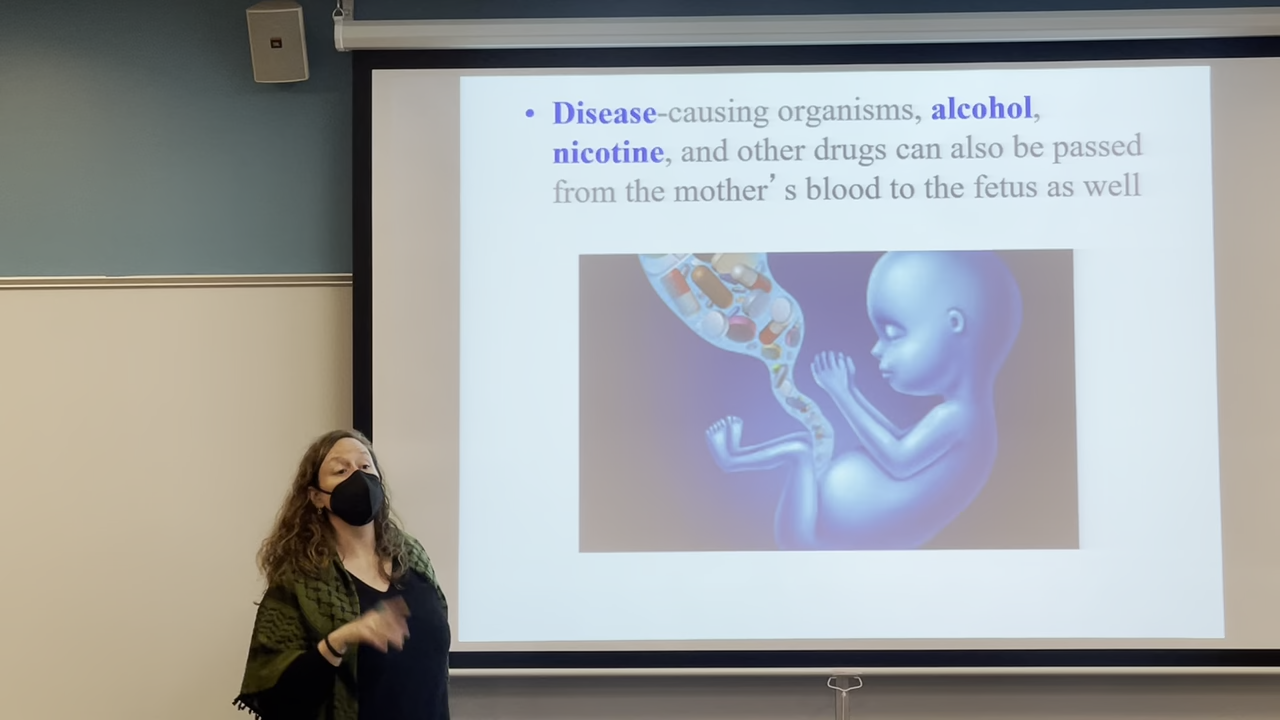 • Disease-causing organisms, alcohol,
nicotine, and other drugs can also be passed
from the mother’ s blood to the fetus as well